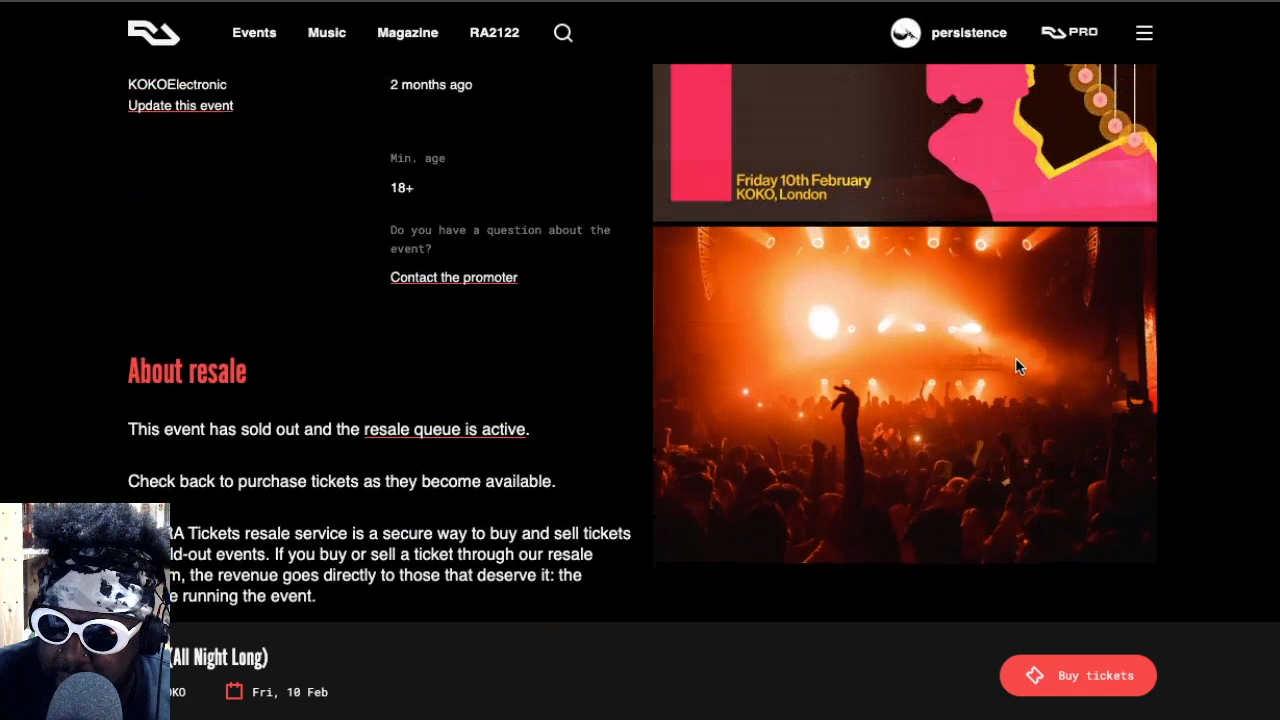 Events Music Magazine RA2122
persistence
PRO
KOKOElectronic
Update this event
2 months ago
Min. age
18+
Do you have a question about the
event?
Contact the promoter
Friday 10th February
KOKO, London
About resale
This event has sold out and the resale queue is active.
Check back to purchase tickets as they become available.
RA Tickets resale service is a secure way to buy and sell tickets
ld-out events. If you buy or sell a ticket through our resale
m, the revenue goes directly to those that deserve it: the
e running the event.
(All Night Long)
OKO
Fri, 10 Feb
Buy tickets